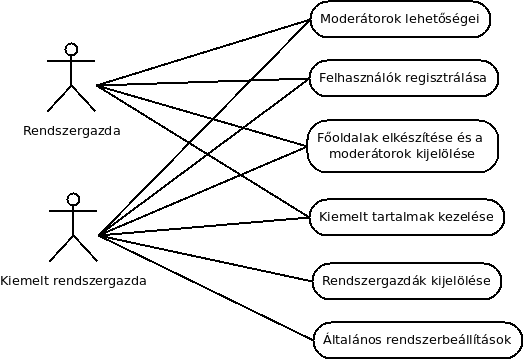 Moderátorok lehetőségei
Felhasználók regisztrálása
Rendszergazda
Főoldalak elkészítése és a
moderátorok kijelölése
Kiemelt tartalmak kezelése
Kiemelt rendszergazda
Rendszergazdák kijelölése
Általános rendszerbeállítások